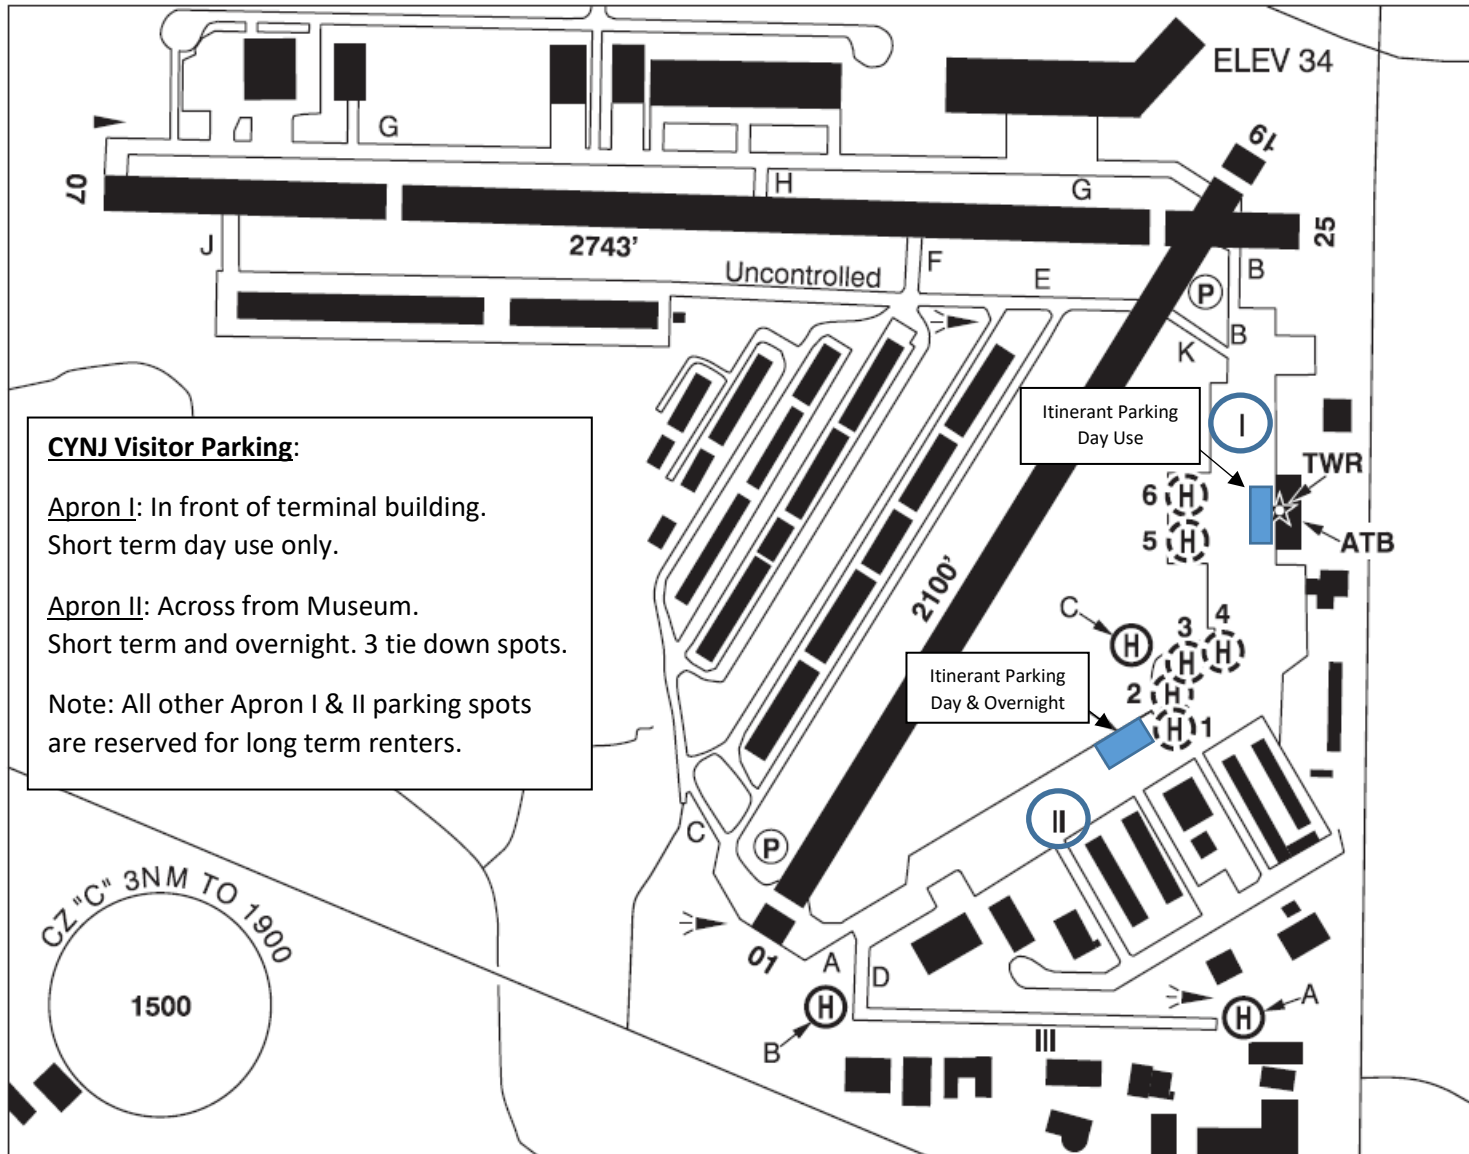 ELEV 34
G
19
07
H
G
J
2743'
25
Uncontrolled
F
E
B
P
B
K
Itinerant Parking
Day Use
I
CYNJ Visitor Parking:
Apron I: In front of terminal building.
Short term day use only.
Apron II: Across from Museum.
Short term and overnight. 3 tie down spots.
Note: All other Apron I & II parking spots
are reserved for long term renters.
TWR
6 H
5 H
ATB
2100'
C
H
3
4
H
H
Itinerant Parking
Day & Overnight
2 H
H 1
II
C
P
CZ "C" 3NM TO 1900
1500
01
A
D
H
B
A
H
III